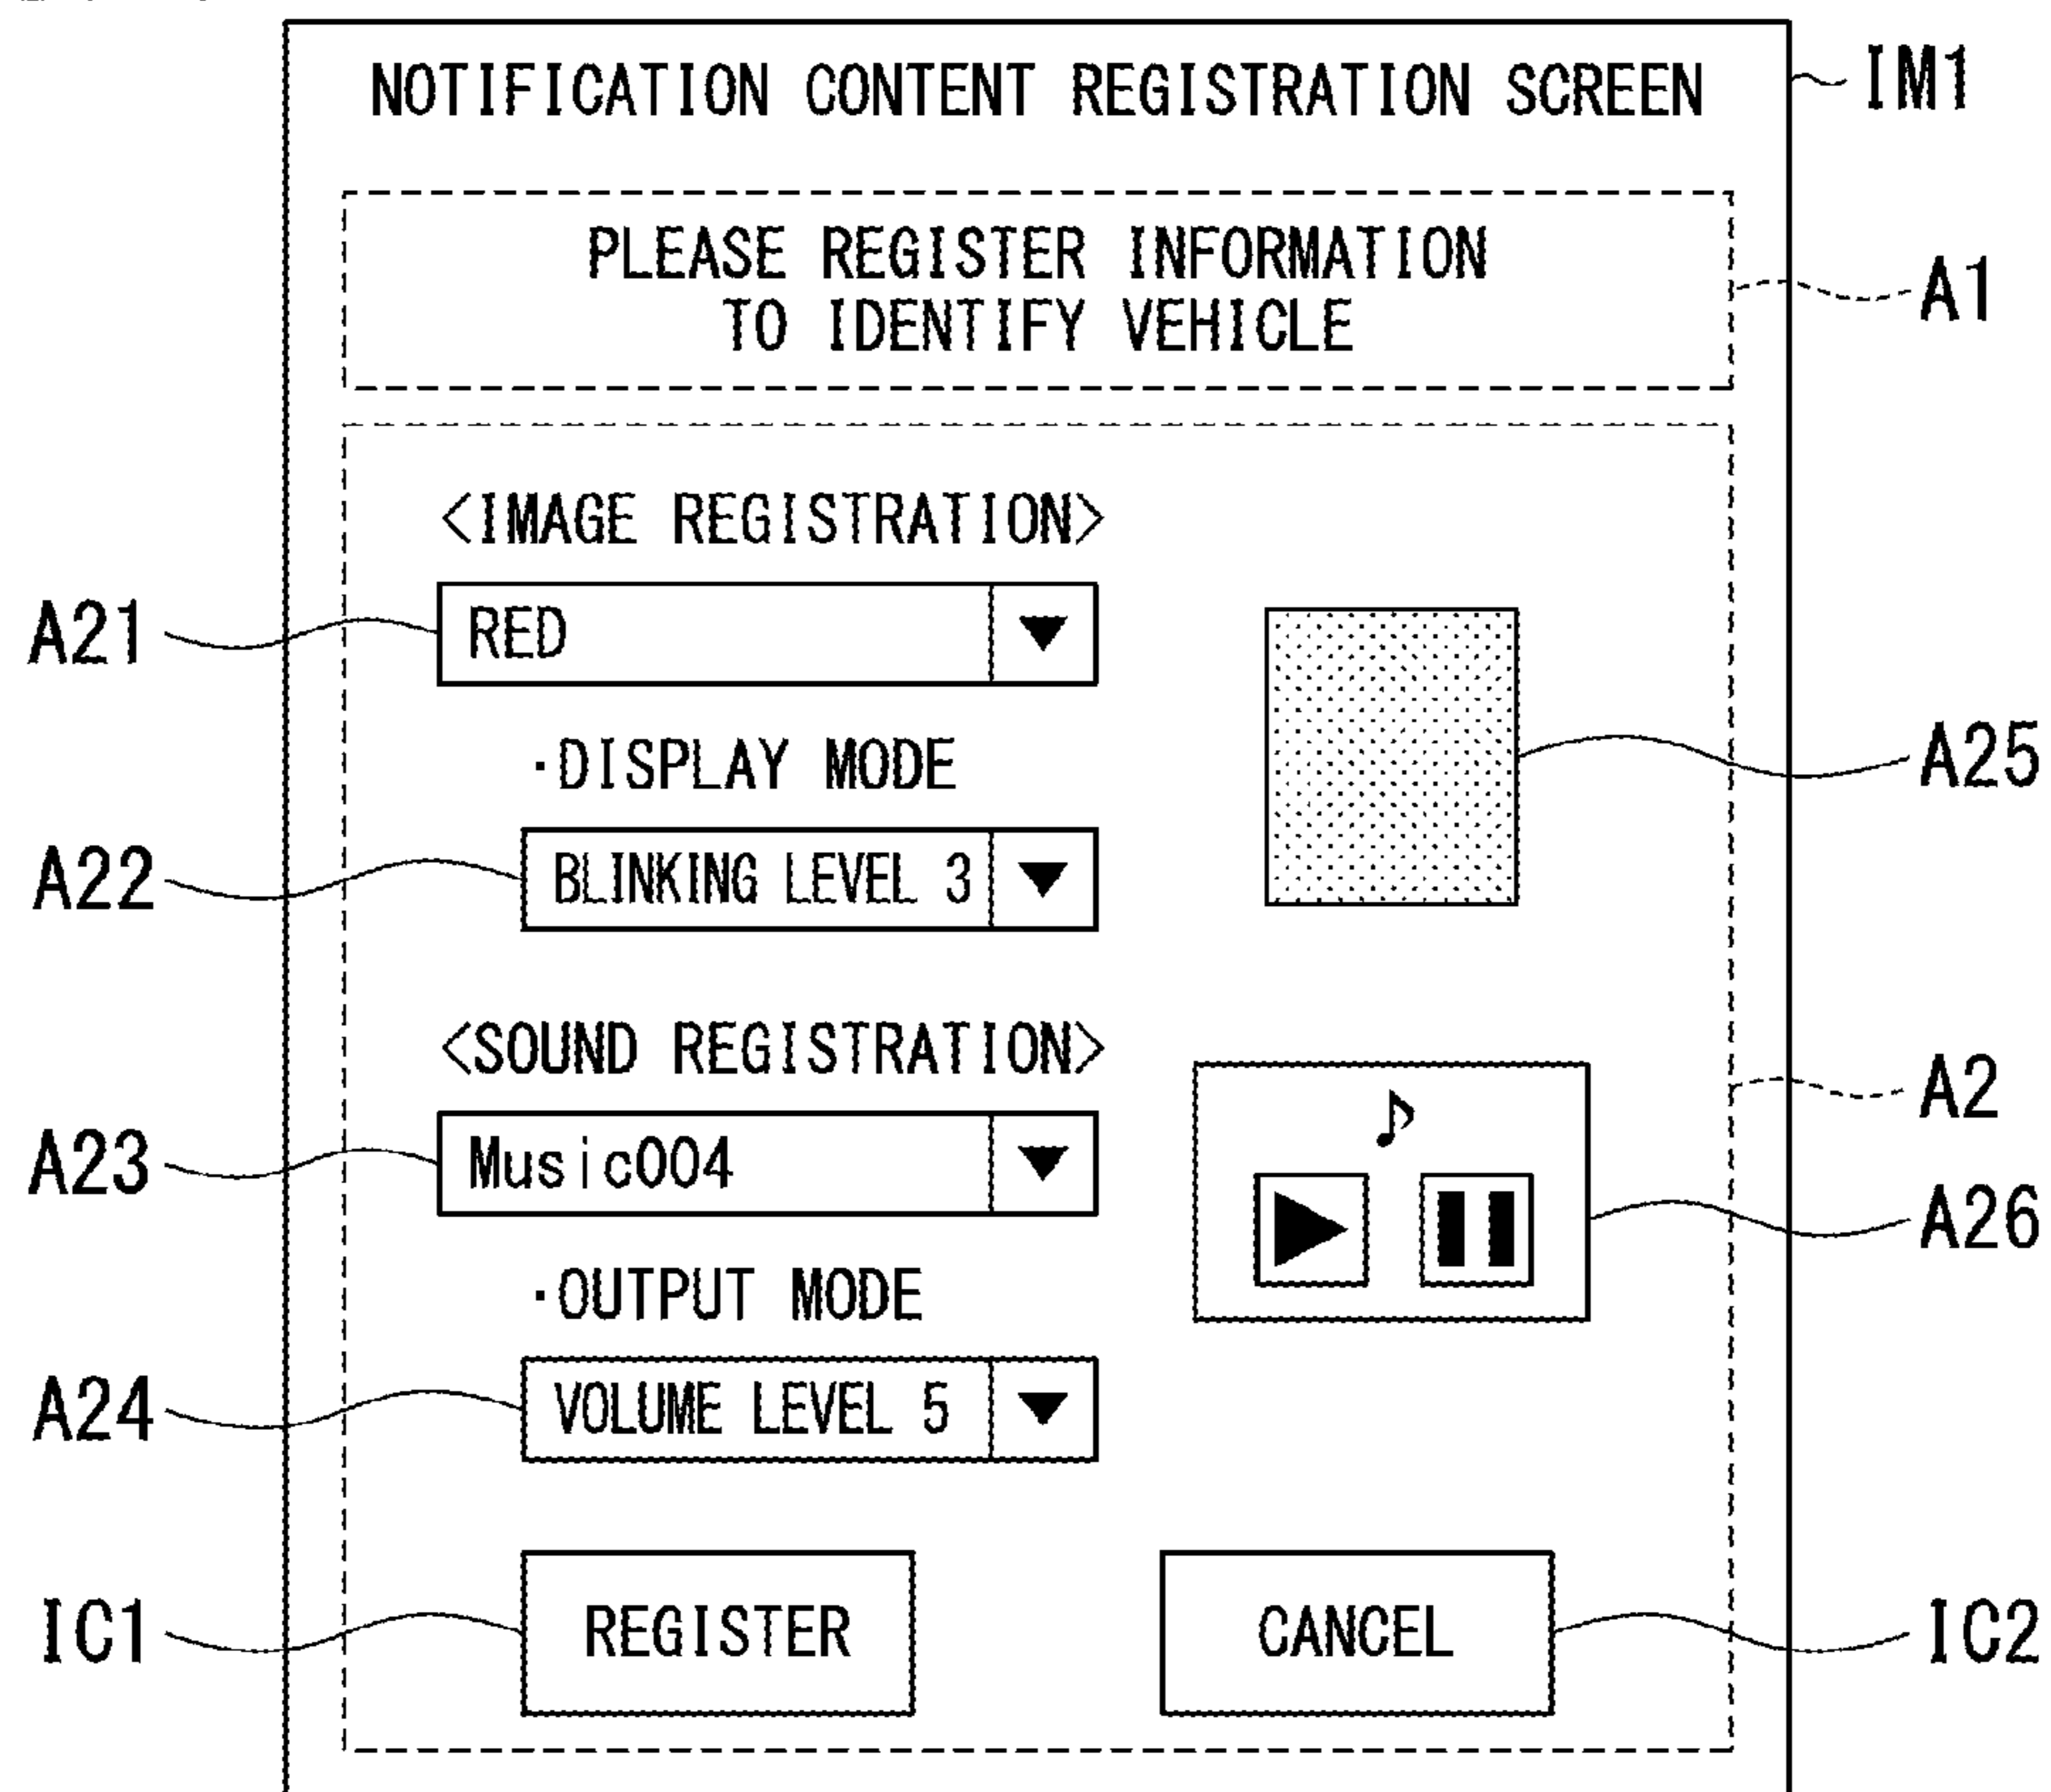 NOTIFICATION CONTENT REGISTRATION SCREEN
IM1
PLEASE REGISTER INFORMATION
TO IDENTIFY VEHICLE
A1
<IMAGE REGISTRATION>
A21
RED
·DISPLAY MODE
A25
A22
BLINKING LEVEL 3
<SOUND REGISTRATION>
A2
A23
Music004
A26
·OUTPUT MODE
A24
VOLUME LEVEL 5
IC1
REGISTER
CANCEL
IC2